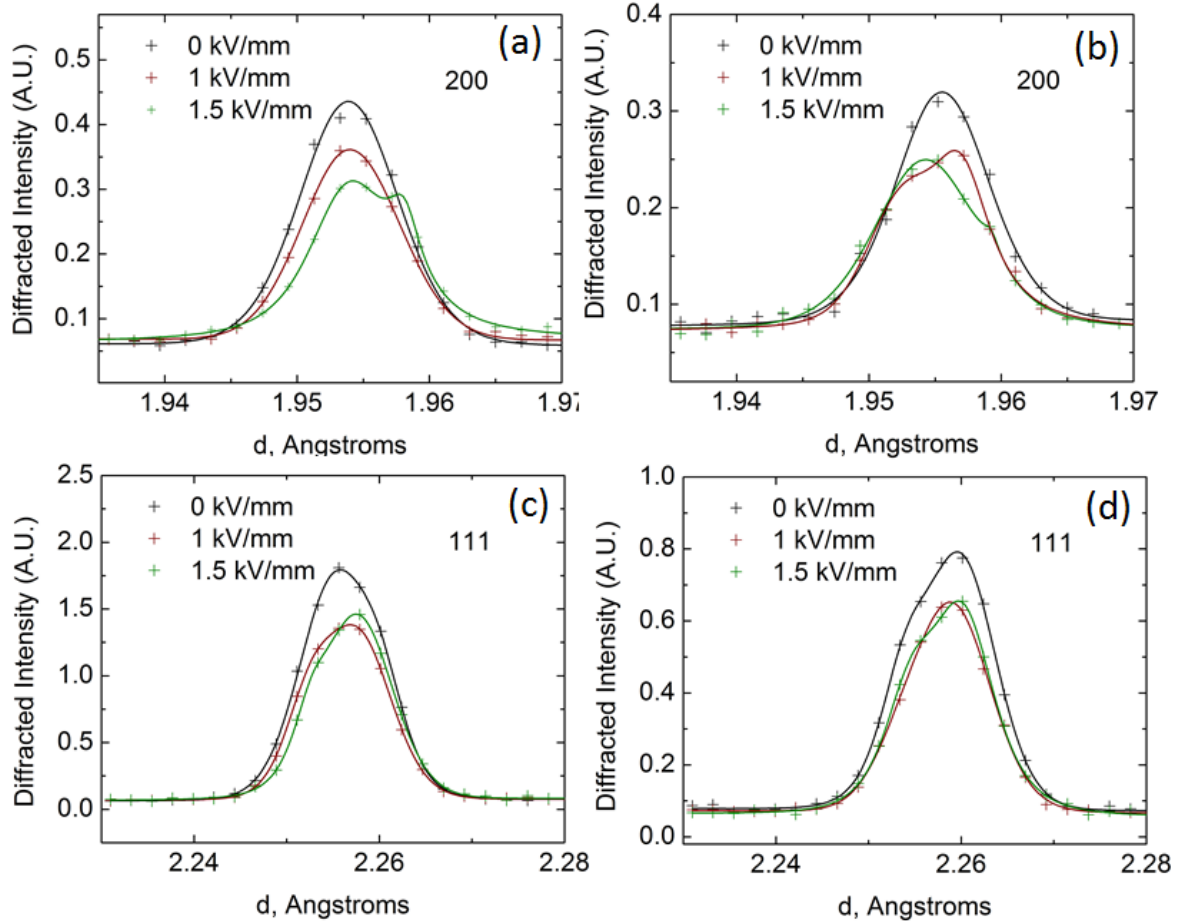 (a)
0 kV/mm
1 kV/mm
1.5 kV/mm
200
0.5
0.4
0.3
0.2
0.1
Diffracted Intensity (A.U.)
1.94 1.95 1.96 1.97
d, Angstroms
(b)
0 kV/mm
1 kV/mm
1.5 kV/mm
200
0.4
0.3
0.2
0.1
Diffracted Intensity (A.U.)
1.94 1.95 1.96 1.97
d, Angstroms
(c)
0 kV/mm
1 kV/mm
1.5 kV/mm
111
2.5
2.0
1.5
1.0
0.5
0.0
Diffracted Intensity (A.U.)
2.24 2.26 2.28
d, Angstroms
(d)
0 kV/mm
1 kV/mm
1.5 kV/mm
111
1.0
0.8
0.6
0.4
0.2
0.0
Diffracted Intensity (A.U.)
2.24 2.26 2.28
d, Angstroms